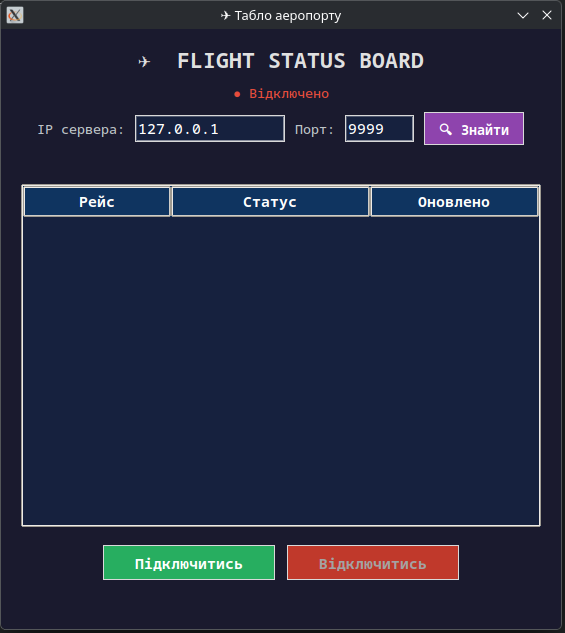 ✈ Табло аеропорту
✈ FLIGHT STATUS BOARD
● Відключено
IP сервера: 127.0.0.1 Порт: 9999 🔍 Знайти
Рейс Статус Оновлено
Підключитись Відключитись